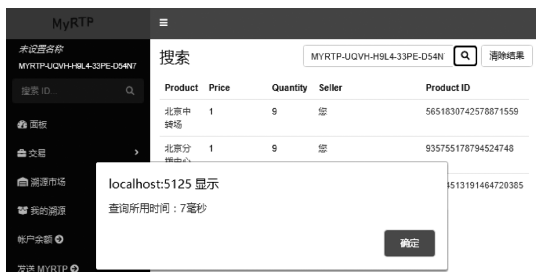 MyRTP
未设置名称
MYRTP-UQVH-H9L4-33PE-D54N7
搜索 ID...
面板
交易
溯源市场
我的溯源
帐户余额
发送 MYRTP
搜索
MYRTP-UQVH-H9L4-33PE-D54N
清除结果
Product Price Quantity Seller Product ID
北京中转场 1 9 您 5651830742578871559
北京分拨中心 1 9 您 935755178794524748
4513191464720385
localhost:5125 显示
查询所用时间：7毫秒
确定